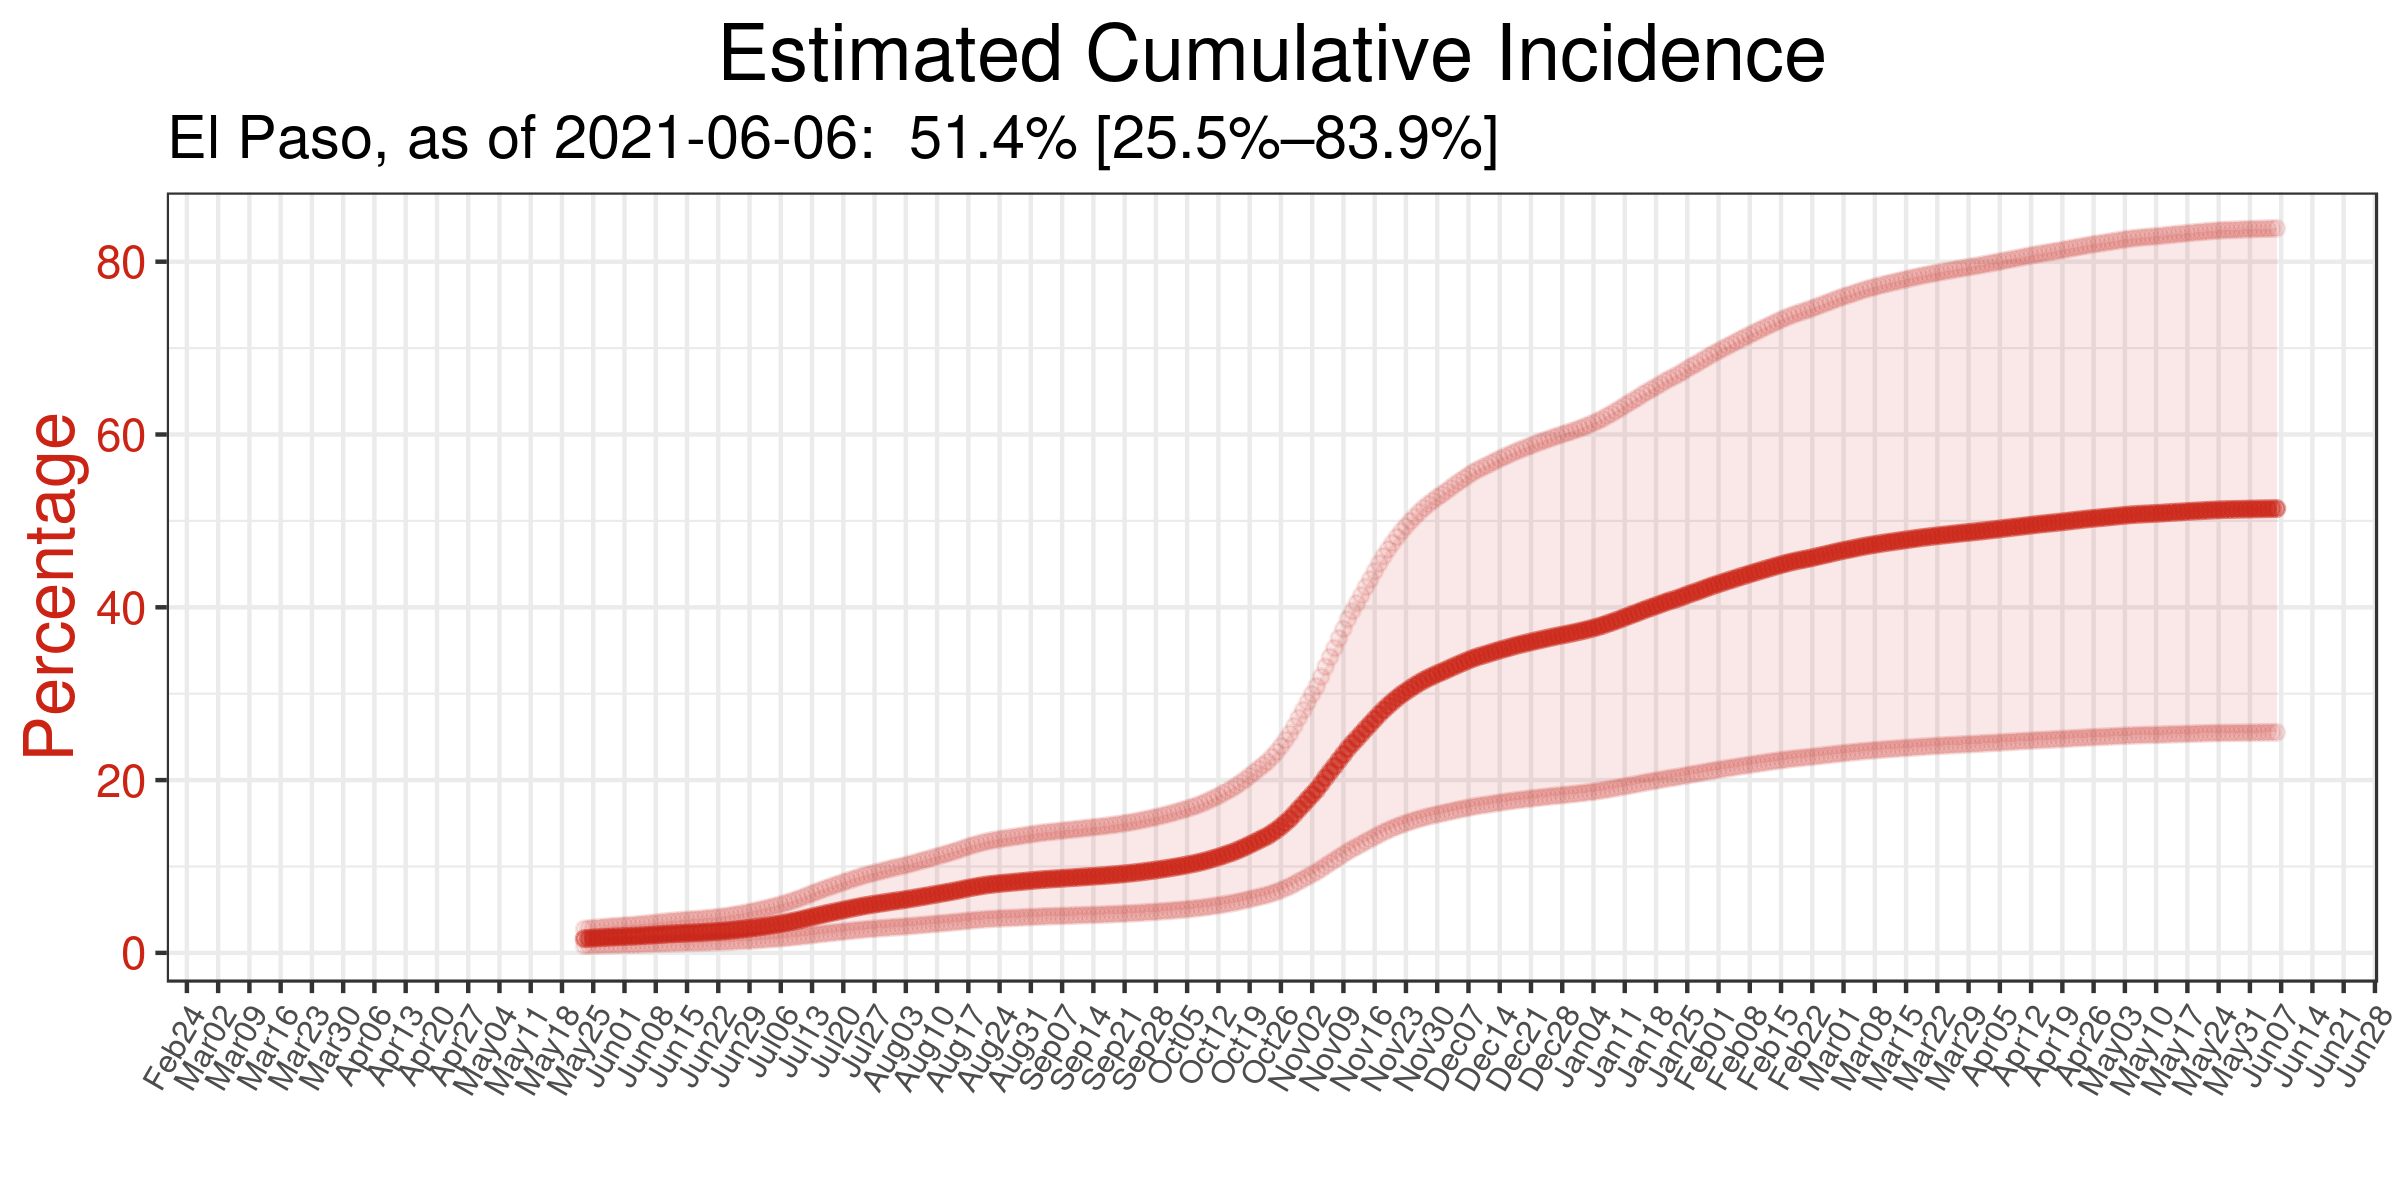 Estimated Cumulative Incidence
El Paso, as of 2021-06-06:  51.4% [25.5%–83.9%]
Percentage
80
60
40
20
0
Feb24
Mar02
Mar09
Mar16
Mar23
Mar30
Apr06
Apr13
Apr20
Apr27
May04
May11
May18
May25
Jun01
Jun08
Jun15
Jun22
Jun29
Jul06
Jul13
Jul20
Jul27
Aug03
Aug10
Aug17
Aug24
Aug31
Sep07
Sep14
Sep21
Sep28
Oct05
Oct12
Oct19
Oct26
Nov02
Nov09
Nov16
Nov23
Nov30
Dec07
Dec14
Dec21
Dec28
Jan04
Jan11
Jan18
Jan25
Feb01
Feb08
Feb15
Feb22
Mar01
Mar08
Mar15
Mar22
Mar29
Apr05
Apr12
Apr19
Apr26
May03
May10
May17
May24
May31
Jun07
Jun14
Jun21
Jun28